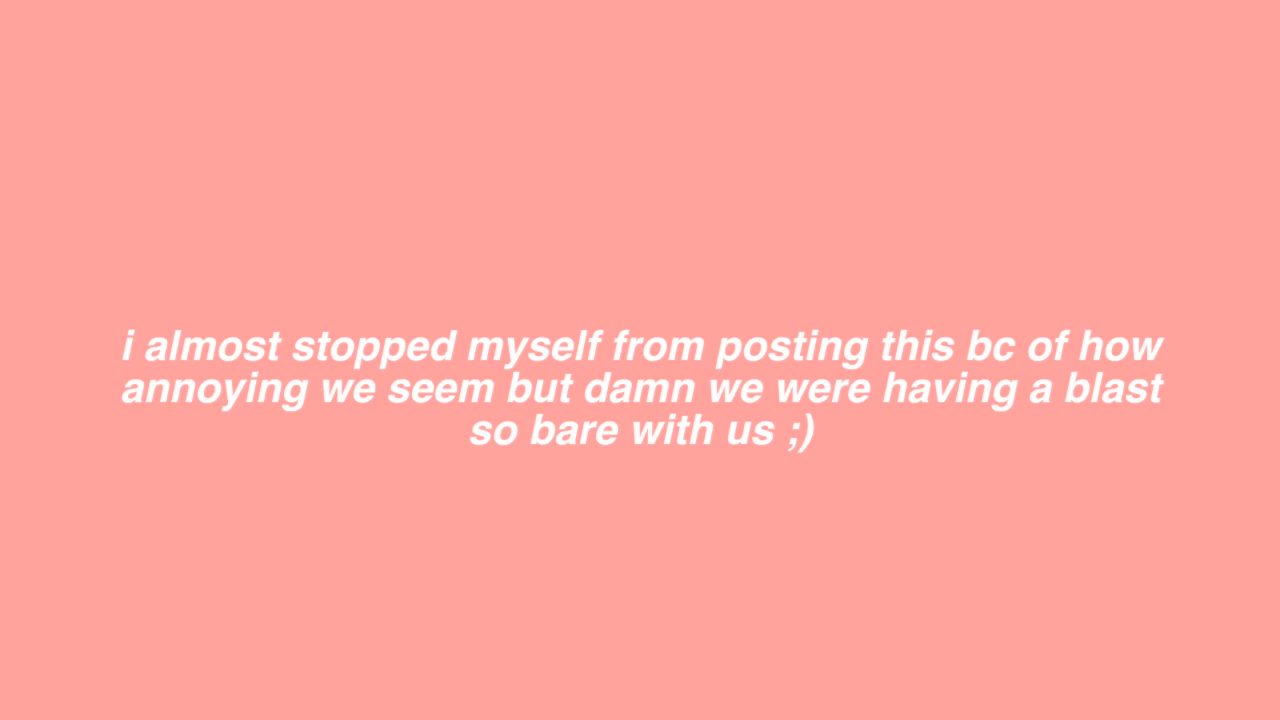 i almost stopped myself from posting this bc of how
annoying we seem but damn we were having a blast
so bare with us ;)